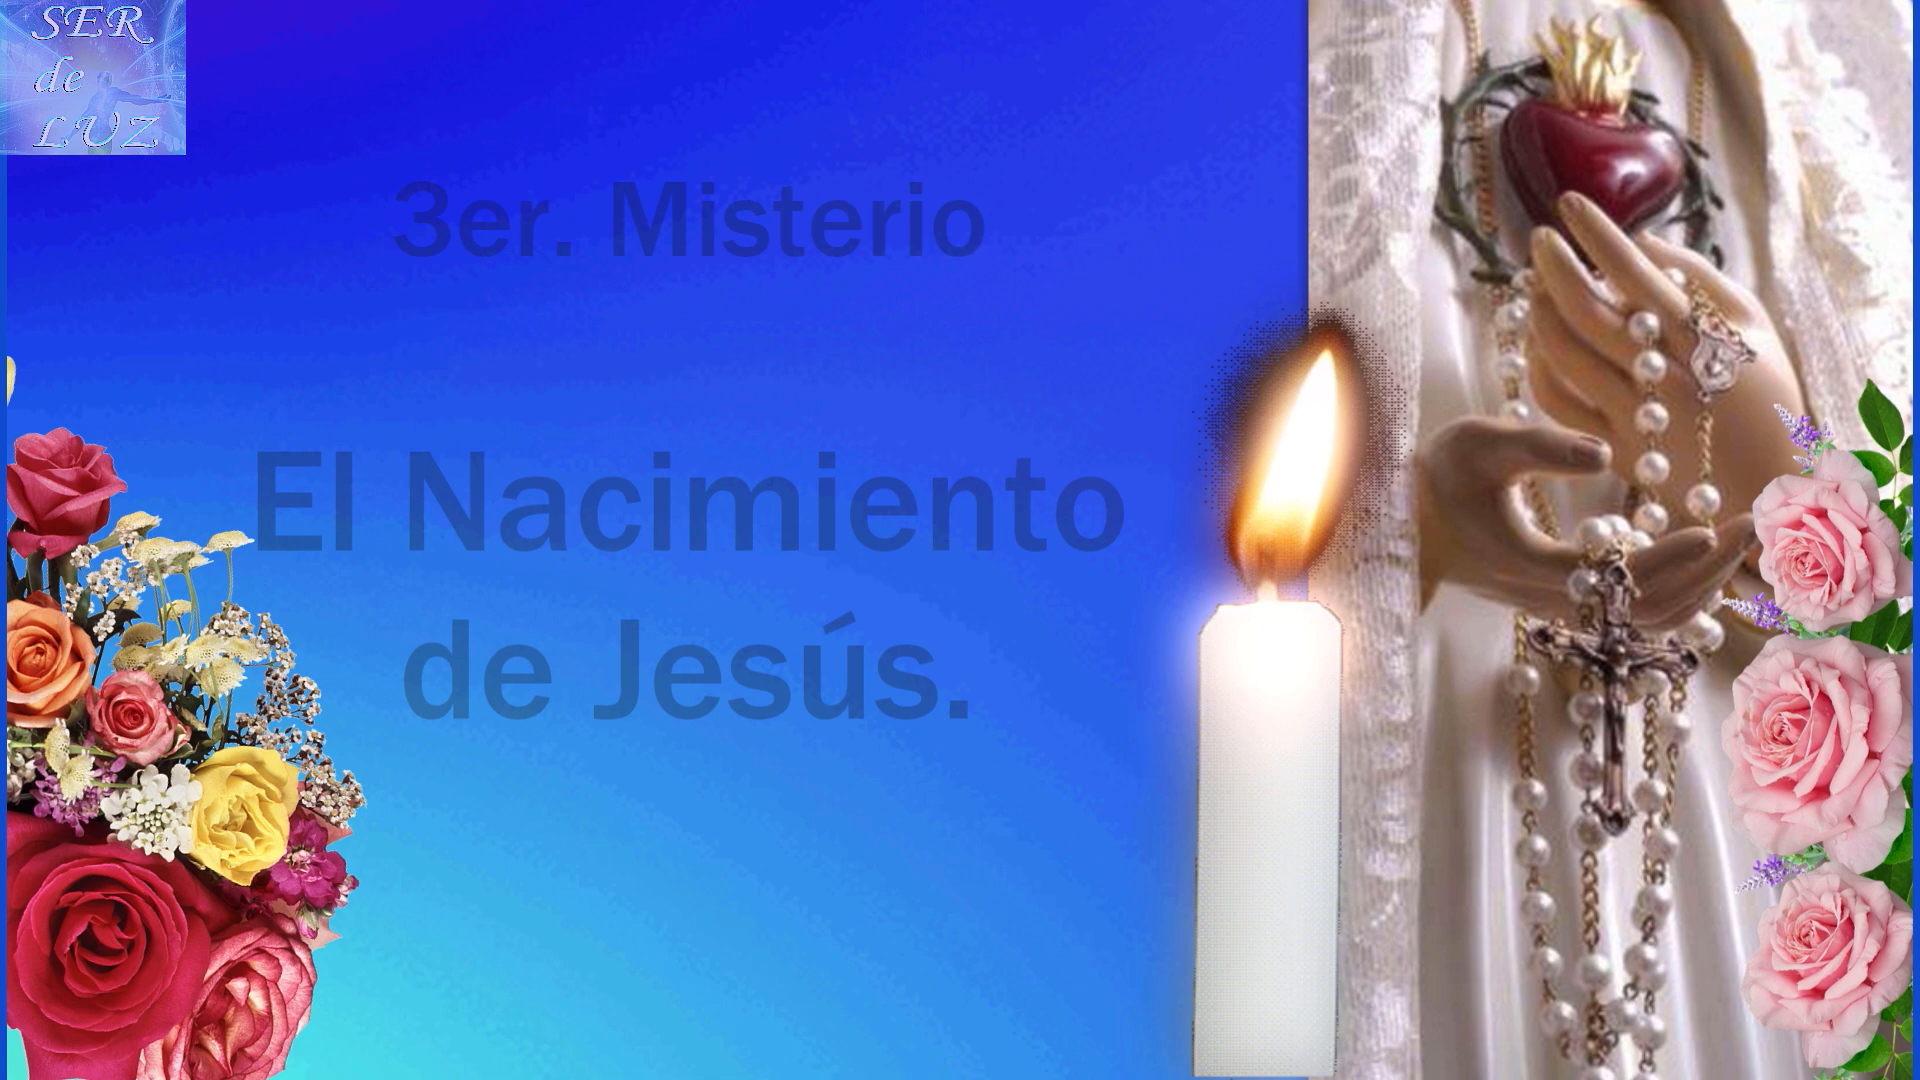 SER
de
LUZ
3er. Misterio
El Nacimiento
de Jesús.